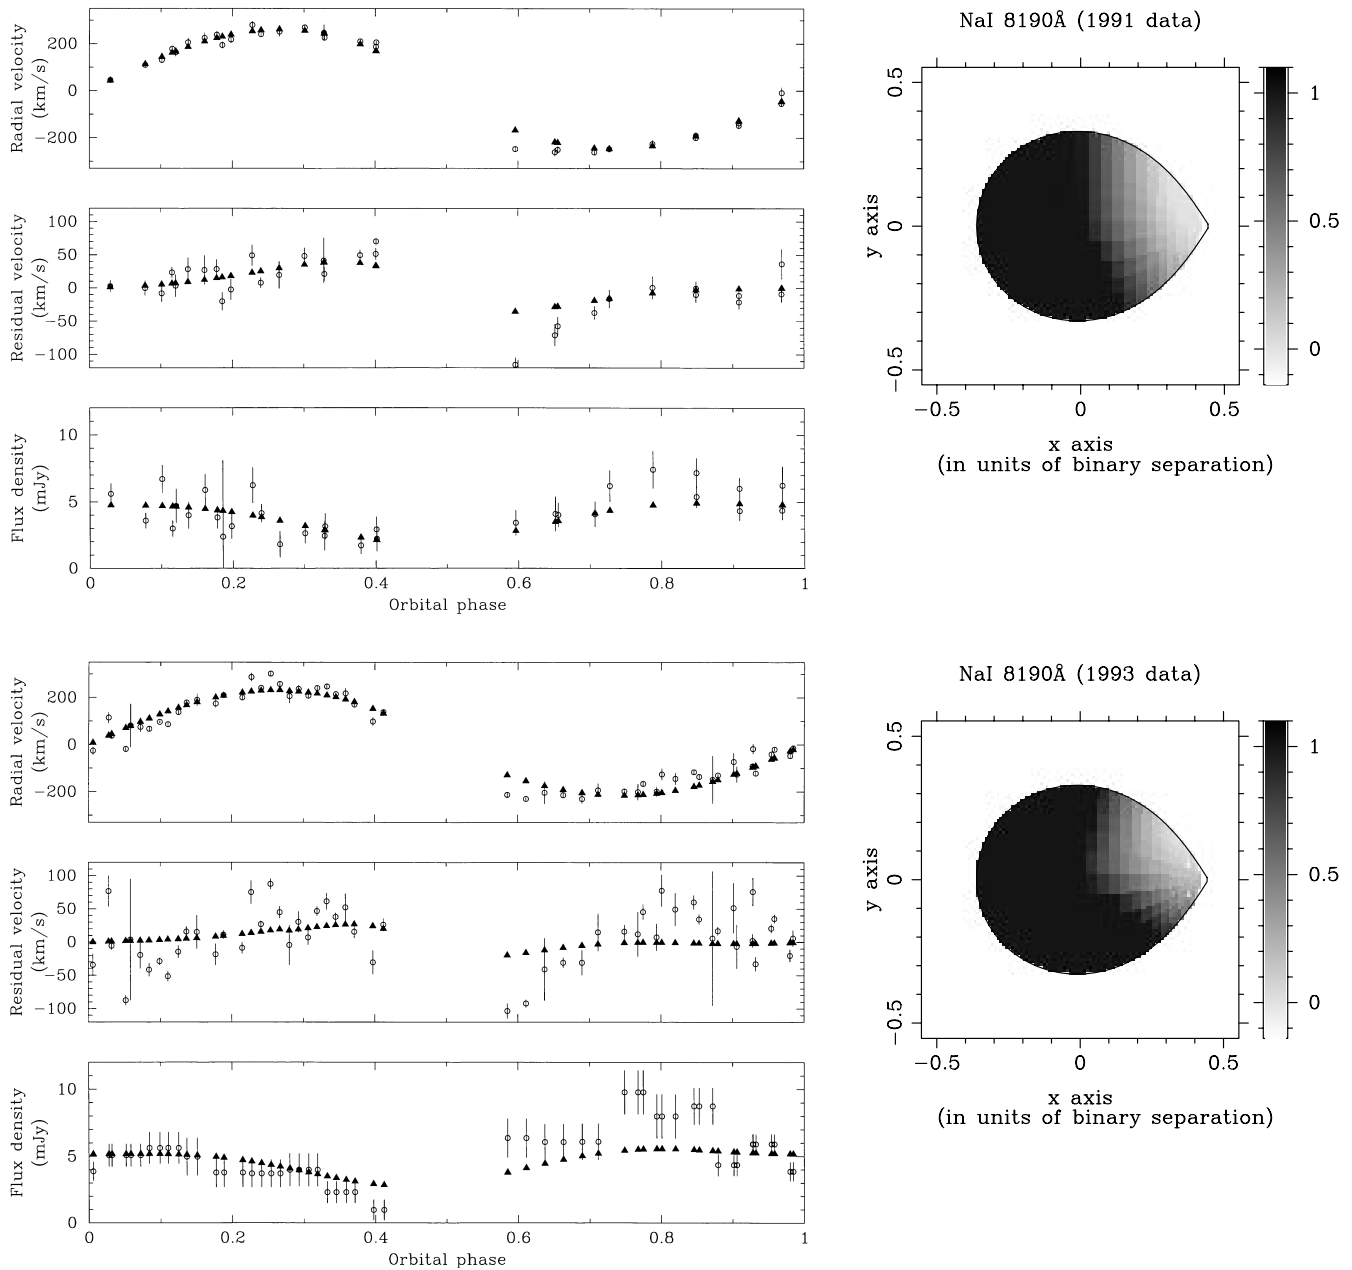 Radial velocity
(km/s)
200
0
−200
Residual velocity
(km/s)
100
50
0
−50
−100
Flux density
(mJy)
10
5
0
0 0.2 0.4 0.6 0.8 1
Orbital phase
NaI 8190Å (1991 data)
y axis
0.5
0
−0.5
−0.5 0 0.5
x axis
(in units of binary separation)
1
0.5
0
Radial velocity
(km/s)
200
0
−200
Residual velocity
(km/s)
100
50
0
−50
−100
Flux density
(mJy)
10
5
0
0 0.2 0.4 0.6 0.8 1
Orbital phase
NaI 8190Å (1993 data)
y axis
0.5
0
−0.5
−0.5 0 0.5
x axis
(in units of binary separation)
1
0.5
0